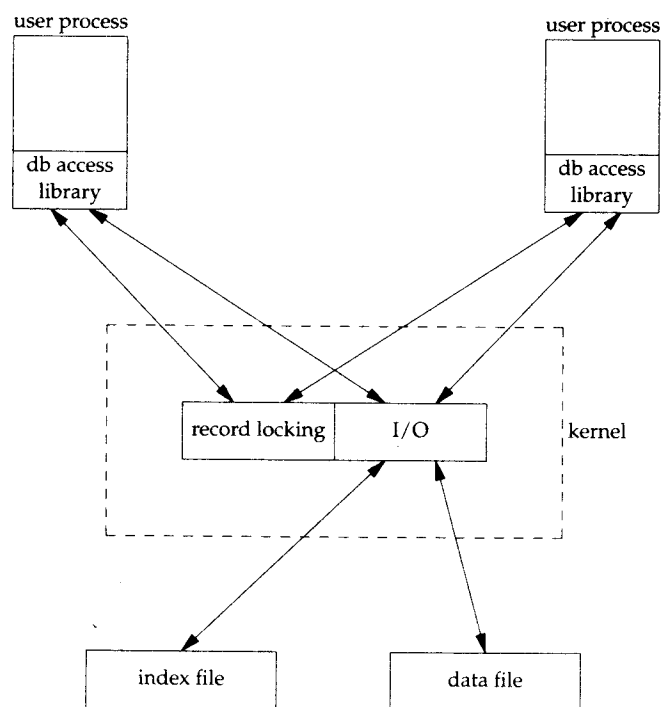 user process
user process
db access
library
db access
library
record locking
I/O
kernel
index file
data file